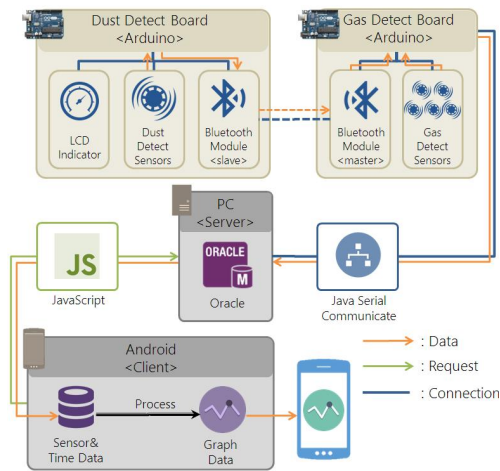 Dust Detect Board
<Arduino>
LCD
Indicator
Dust
Detect
Sensors
Bluetooth
Module
<slave>
Gas Detect Board
<Arduino>
Bluetooth
Module
<master>
Gas
Detect
Sensors
PC
<Server>
ORACLE
M
Oracle
JS
JavaScript
Java Serial
Communicate
: Data
: Request
: Connection
Android
<Client>
Process
Sensor&
Time Data
Graph
Data